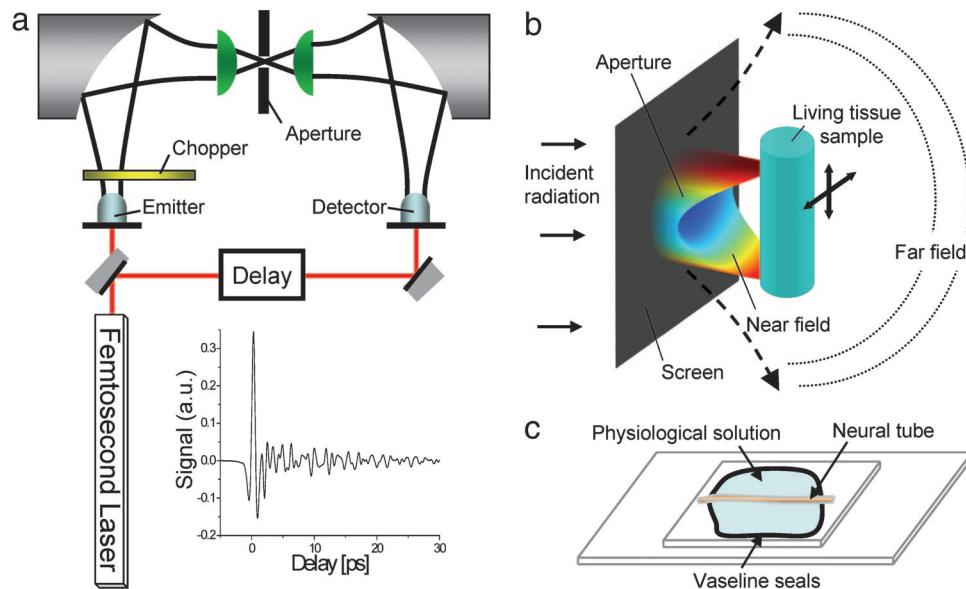 a
Aperture
Chopper
Emitter
Detector
Delay
Femtosecond Laser
Signal (a.u.)
0.3
0.2
0.1
0.0
-0.1
-0.2
0
10
20
30
Delay [ps]
b
Aperture
Living tissue
sample
Incident
radiation
Far field
Near field
Screen
c
Physiological solution
Neural tube
Vaseline seals